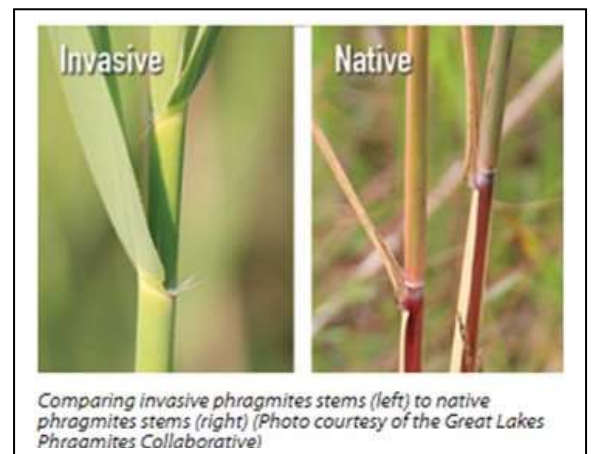 Invasive
Native
Comparing invasive phragmites stems (left) to native
phragmites stems (right) (Photo courtesy of the Great Lakes
Phragmites Collaborative)